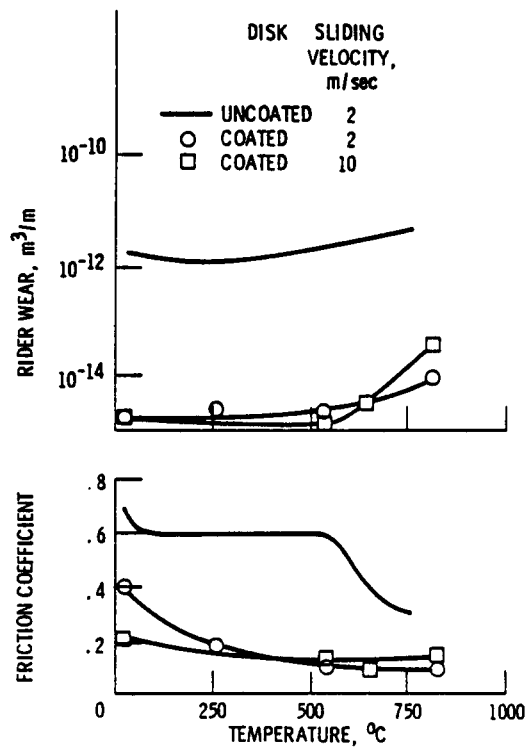 DISK SLIDING
VELOCITY,
m/sec
UNCOATED 2
COATED 2
COATED 10
10-10
10-12
10-14
RIDER WEAR, m3/m
.8
.6
.4
.2
FRICTION COEFFICIENT
0 250 500 750 1000
TEMPERATURE, °C